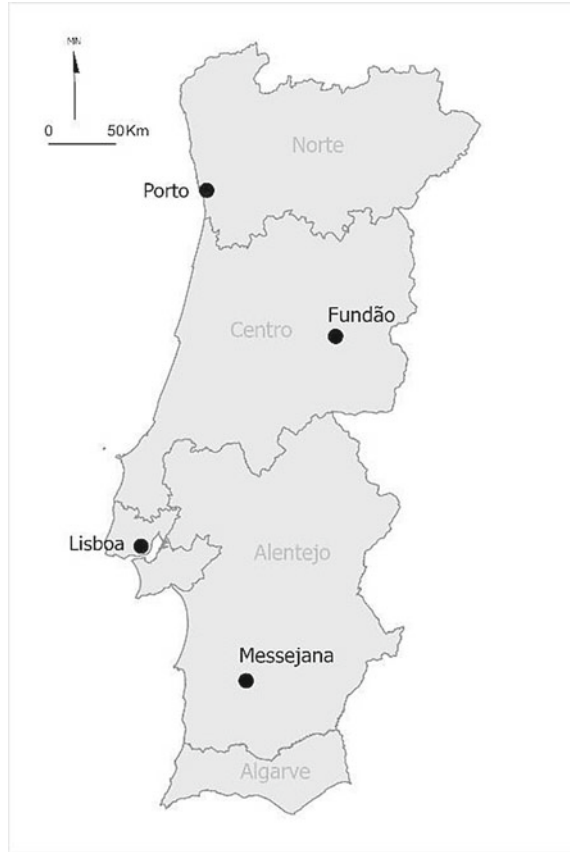 MN
0 50Km
Norte
Porto
Fundão
Centro
Lisboa
Alentejo
Messejana
Algarve